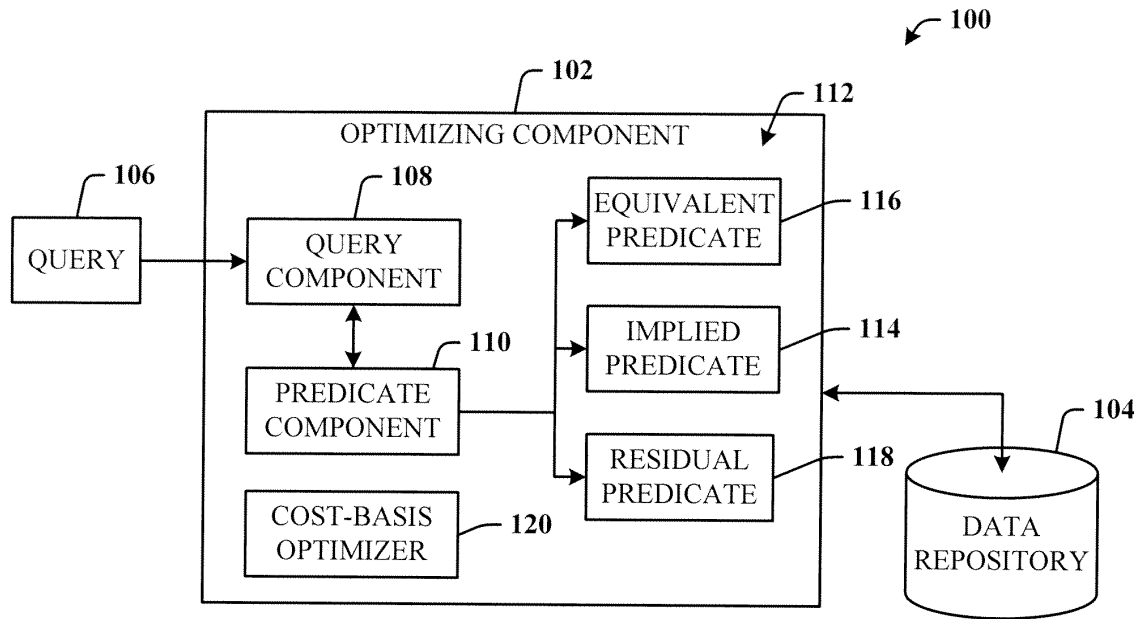 100
102
112
OPTIMIZING COMPONENT
106
108
EQUIVALENT
PREDICATE
116
QUERY
QUERY
COMPONENT
110
IMPLIED
PREDICATE
114
PREDICATE
COMPONENT
104
RESIDUAL
PREDICATE
118
COST-BASIS
OPTIMIZER
120
DATA
REPOSITORY